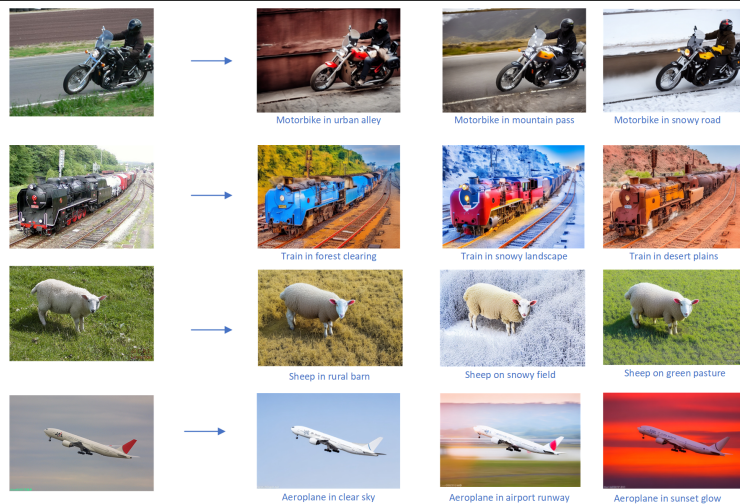 Motorbike in urban alley
Motorbike in mountain pass
Motorbike in snowy road
Train in forest clearing
Train in snowy landscape
Train in desert plains
Sheep in rural barn
Sheep on snowy field
Sheep on green pasture
Aeroplane in clear sky
Aeroplane in airport runway
Aeroplane in sunset glow